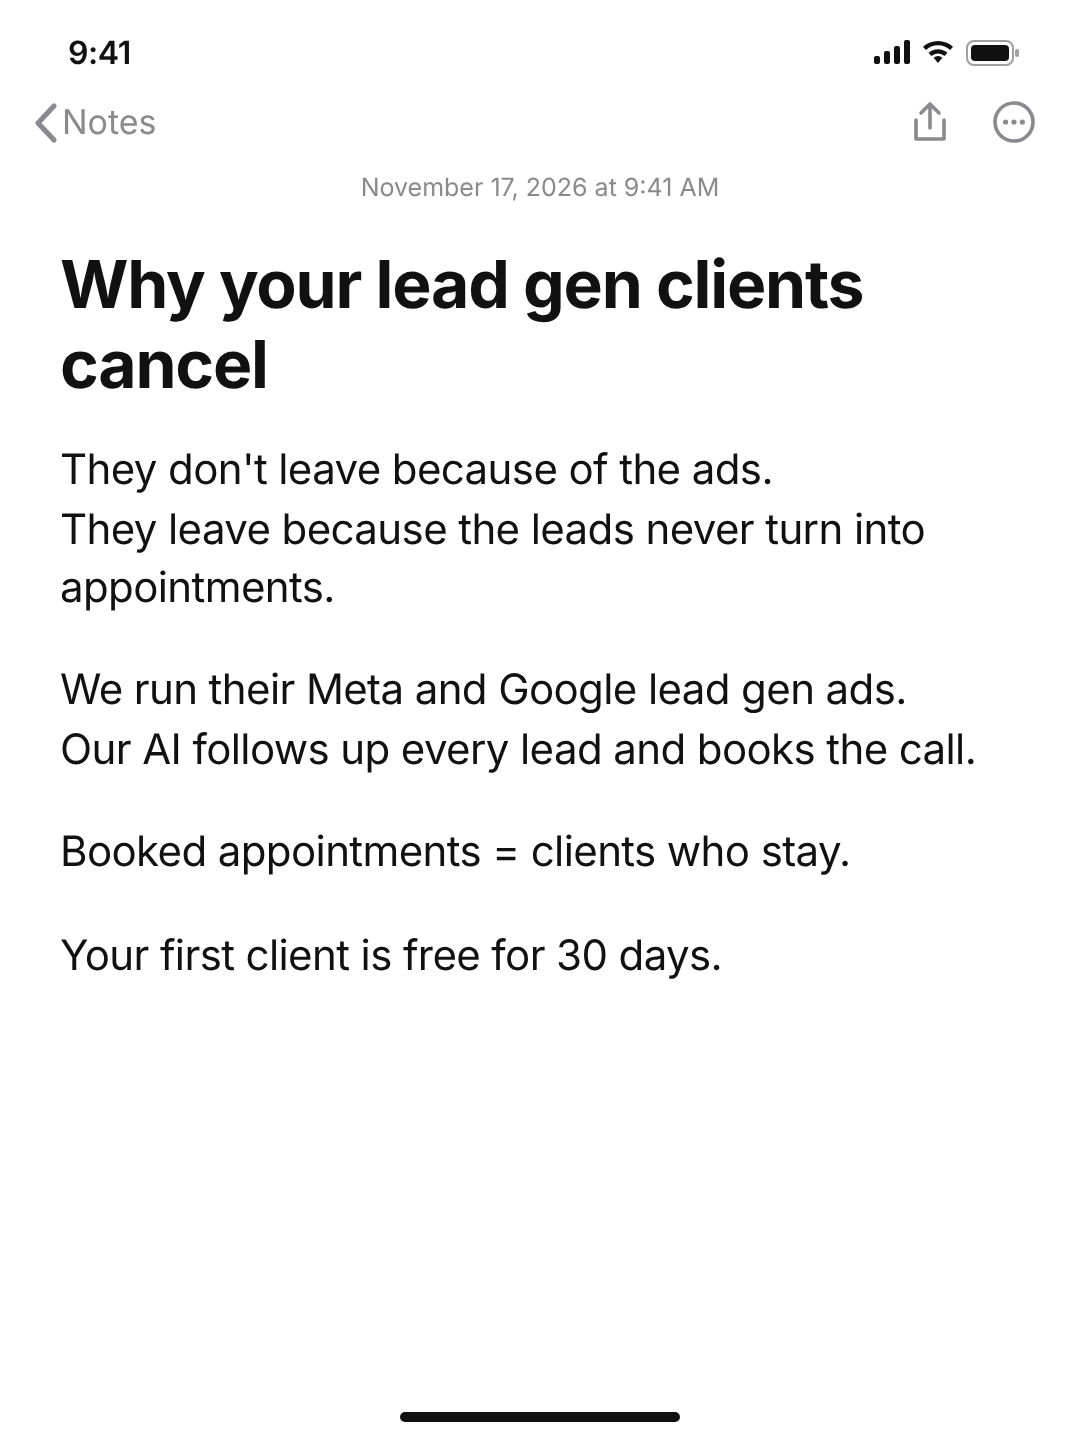 9:41
Notes
November 17, 2026 at 9:41 AM
Why your lead gen clients
cancel
They don't leave because of the ads.
They leave because the leads never turn into
appointments.
We run their Meta and Google lead gen ads.
Our AI follows up every lead and books the call.
Booked appointments = clients who stay.
Your first client is free for 30 days.